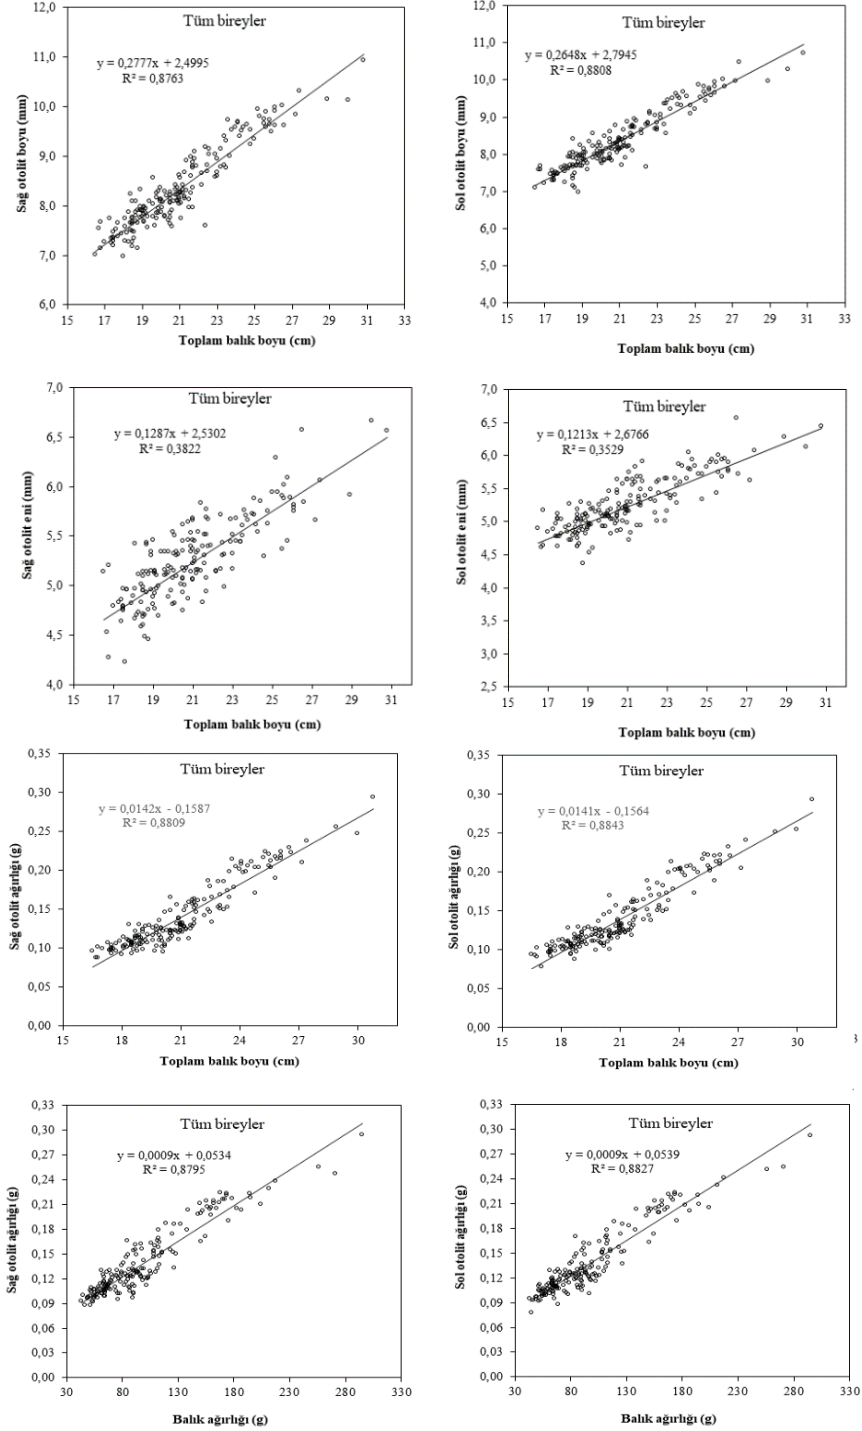 Tüm bireyler
y = 0,2777x + 2,4995
R² = 0,8763
12,0
11,0
10,0
9,0
8,0
7,0
6,0
15 17 19 21 23 25 27 29 31 33
Sağ otolit boyu (mm)
Toplam balık boyu (cm)
Tüm bireyler
y = 0,2648x + 2,7945
R² = 0,8808
12,0
11,0
10,0
9,0
8,0
7,0
6,0
5,0
4,0
15 17 19 21 23 25 27 29 31 33
Sol otolit boyu (mm)
Toplam balık boyu (cm)
Tüm bireyler
y = 0,1287x + 2,5302
R² = 0,3822
7,0
6,5
6,0
5,5
5,0
4,5
4,0
15 17 19 21 23 25 27 29 31
Sağ otolit eni (mm)
Toplam balık boyu (cm)
Tüm bireyler
y = 0,1213x + 2,6766
R² = 0,3529
7,0
6,5
6,0
5,5
5,0
4,5
4,0
3,5
3,0
2,5
15 17 19 21 23 25 27 29 31
Sol otolit eni (mm)
Toplam balık boyu (cm)
Tüm bireyler
y = 0,0142x - 0,1587
R² = 0,8809
0,35
0,30
0,25
0,20
0,15
0,10
0,05
0,00
15 18 21 24 27 30
Sağ otolit ağırlığı (g)
Toplam balık boyu (cm)
Tüm bireyler
y = 0,0141x - 0,1564
R² = 0,8843
0,35
0,30
0,25
0,20
0,15
0,10
0,05
0,00
15 18 21 24 27 30
Sol otolit ağırlığı (g)
Toplam balık boyu (cm)
Tüm bireyler
y = 0,0009x + 0,0534
R² = 0,8795
0,33
0,30
0,27
0,24
0,21
0,18
0,15
0,12
0,09
0,06
0,03
0,00
30 80 130 180 230 280 330
Sağ otolit ağırlığı (g)
Balık ağırlığı (g)
Tüm bireyler
y = 0,0009x + 0,0539
R² = 0,8827
0,33
0,30
0,27
0,24
0,21
0,18
0,15
0,12
0,09
0,06
0,03
0,00
30 80 130 180 230 280 330
Sol otolit ağırlığı (g)
Balık ağırlığı (g)